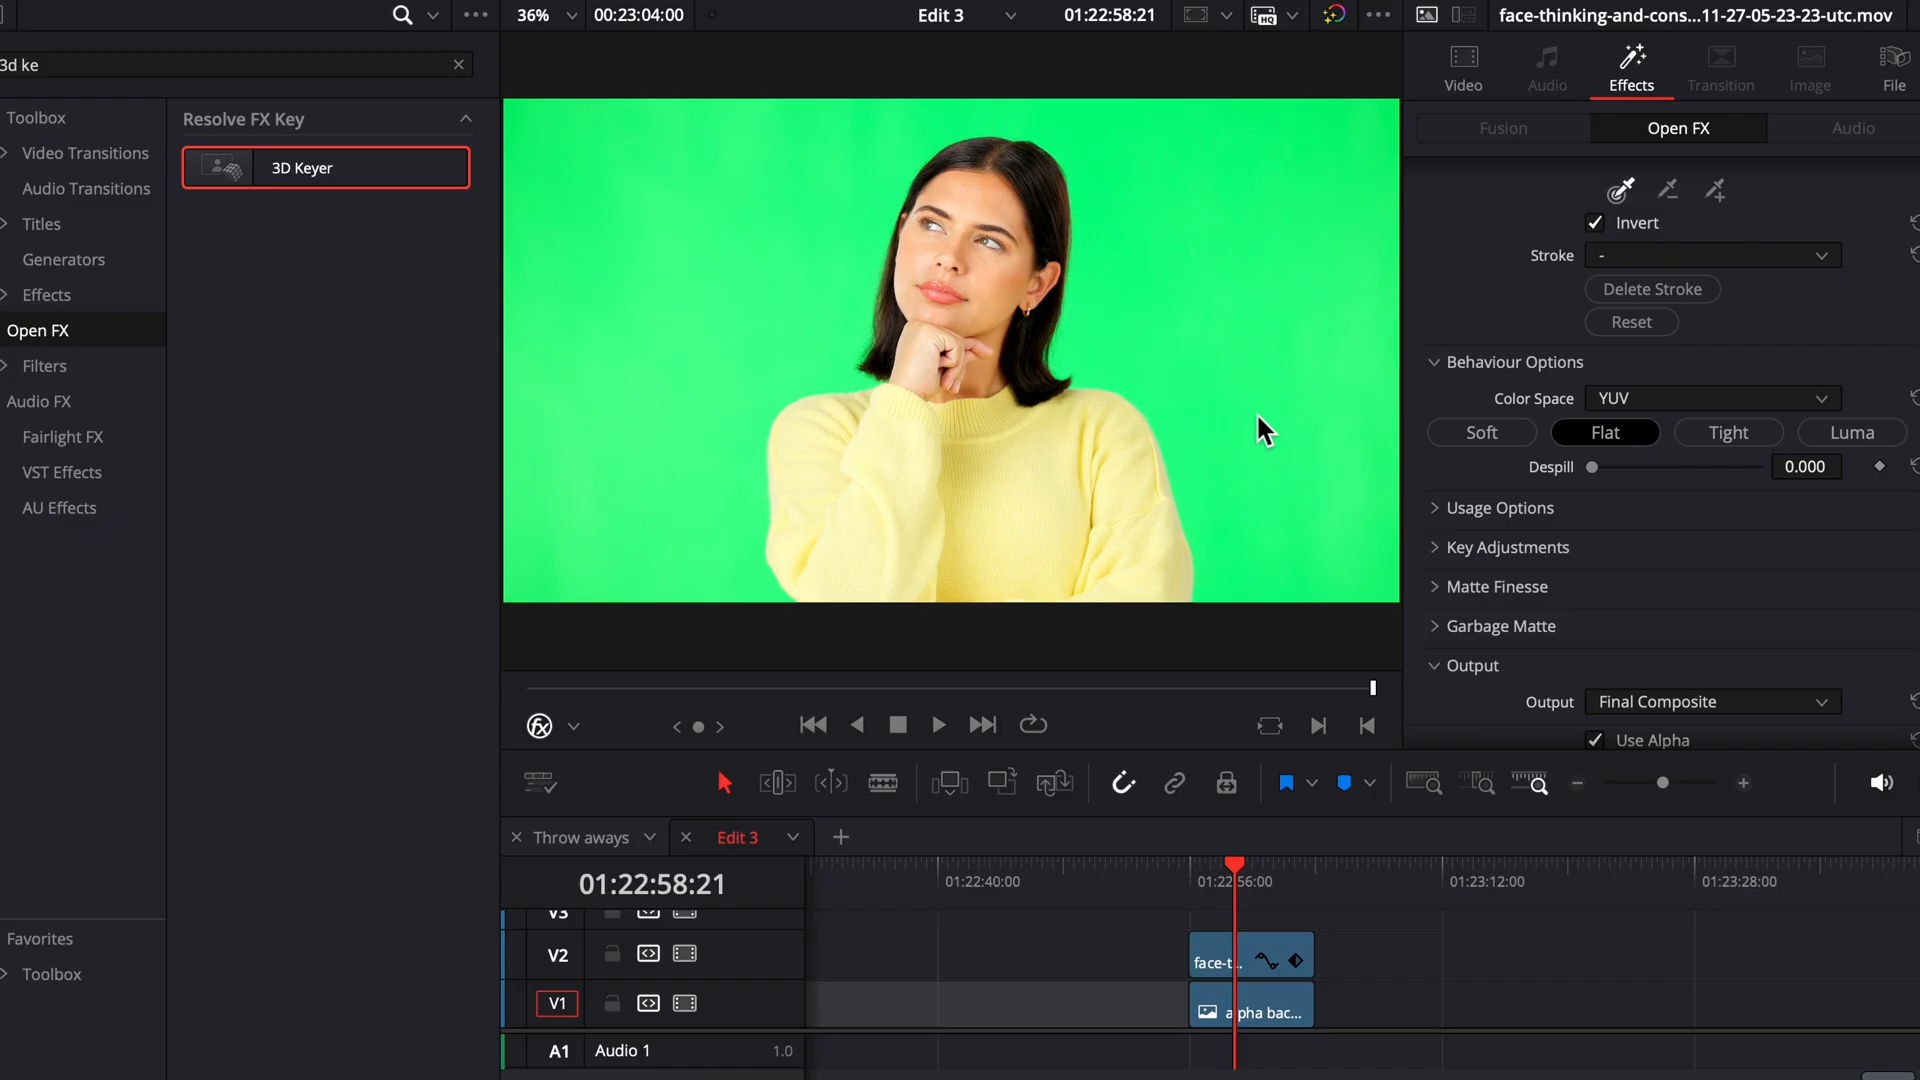 36%
00:23:04:00
Edit 3
01:22:58:21
HQ
face-thinking-and-cons...11-27-05-23-23-utc.mov
3d ke
Video
Audio
Effects
Transition
Image
File
Fusion
Open FX
Audio
Toolbox
Video Transitions
Audio Transitions
Titles
Generators
Effects
Open FX
Filters
Audio FX
Fairlight FX
VST Effects
AU Effects
Favorites
Toolbox
Resolve FX Key
3D Keyer
Invert
Stroke -
Delete Stroke
Reset
Behaviour Options
Color Space YUV
Soft Flat Tight Luma
Despill 0.000
Usage Options
Key Adjustments
Matte Finesse
Garbage Matte
Output
Output Final Composite
Use Alpha
fx
Throw aways
Edit 3
01:22:58:21
01:22:40:00
01:22:56:00
01:23:12:00
01:23:28:00
V3
V2
face-t...
V1
alpha bac...
A1 Audio 1 1.0